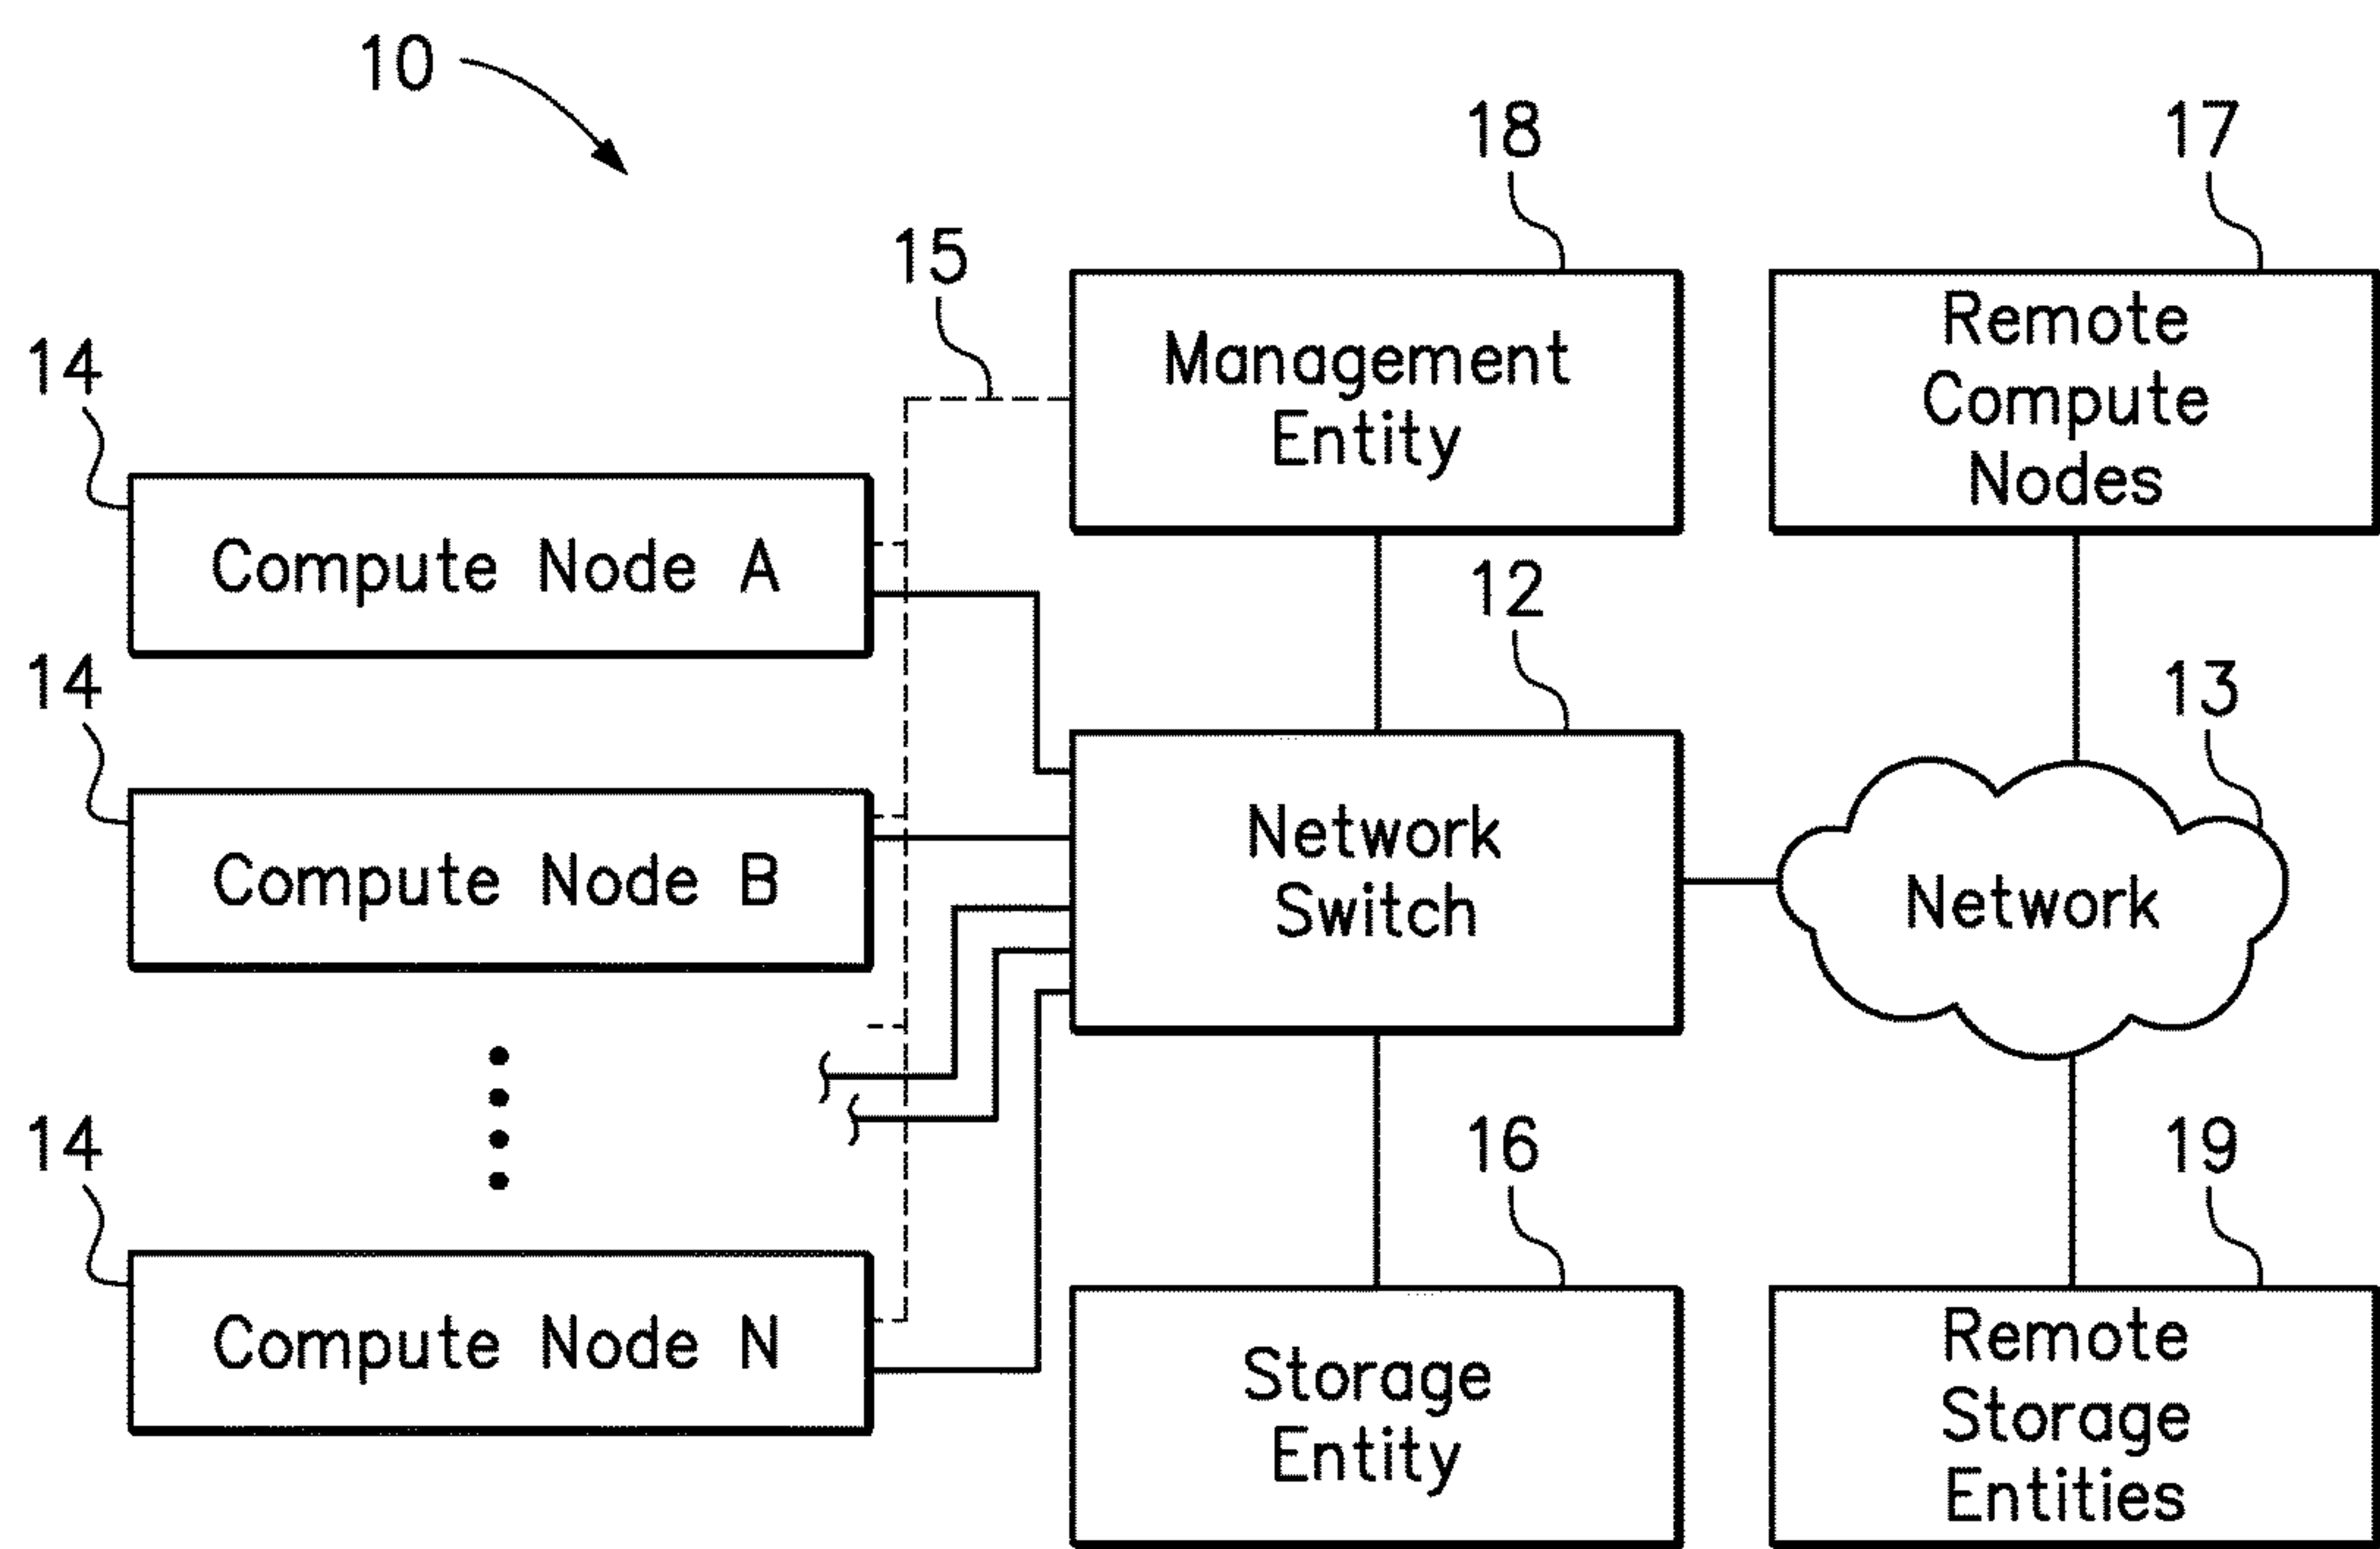 10
18
17
15
Management
Entity
Remote
Compute
Nodes
14
Compute Node A
12
14
13
Compute Node B
Network
Switch
Network
14
16
19
Compute Node N
Storage
Entity
Remote
Storage
Entities